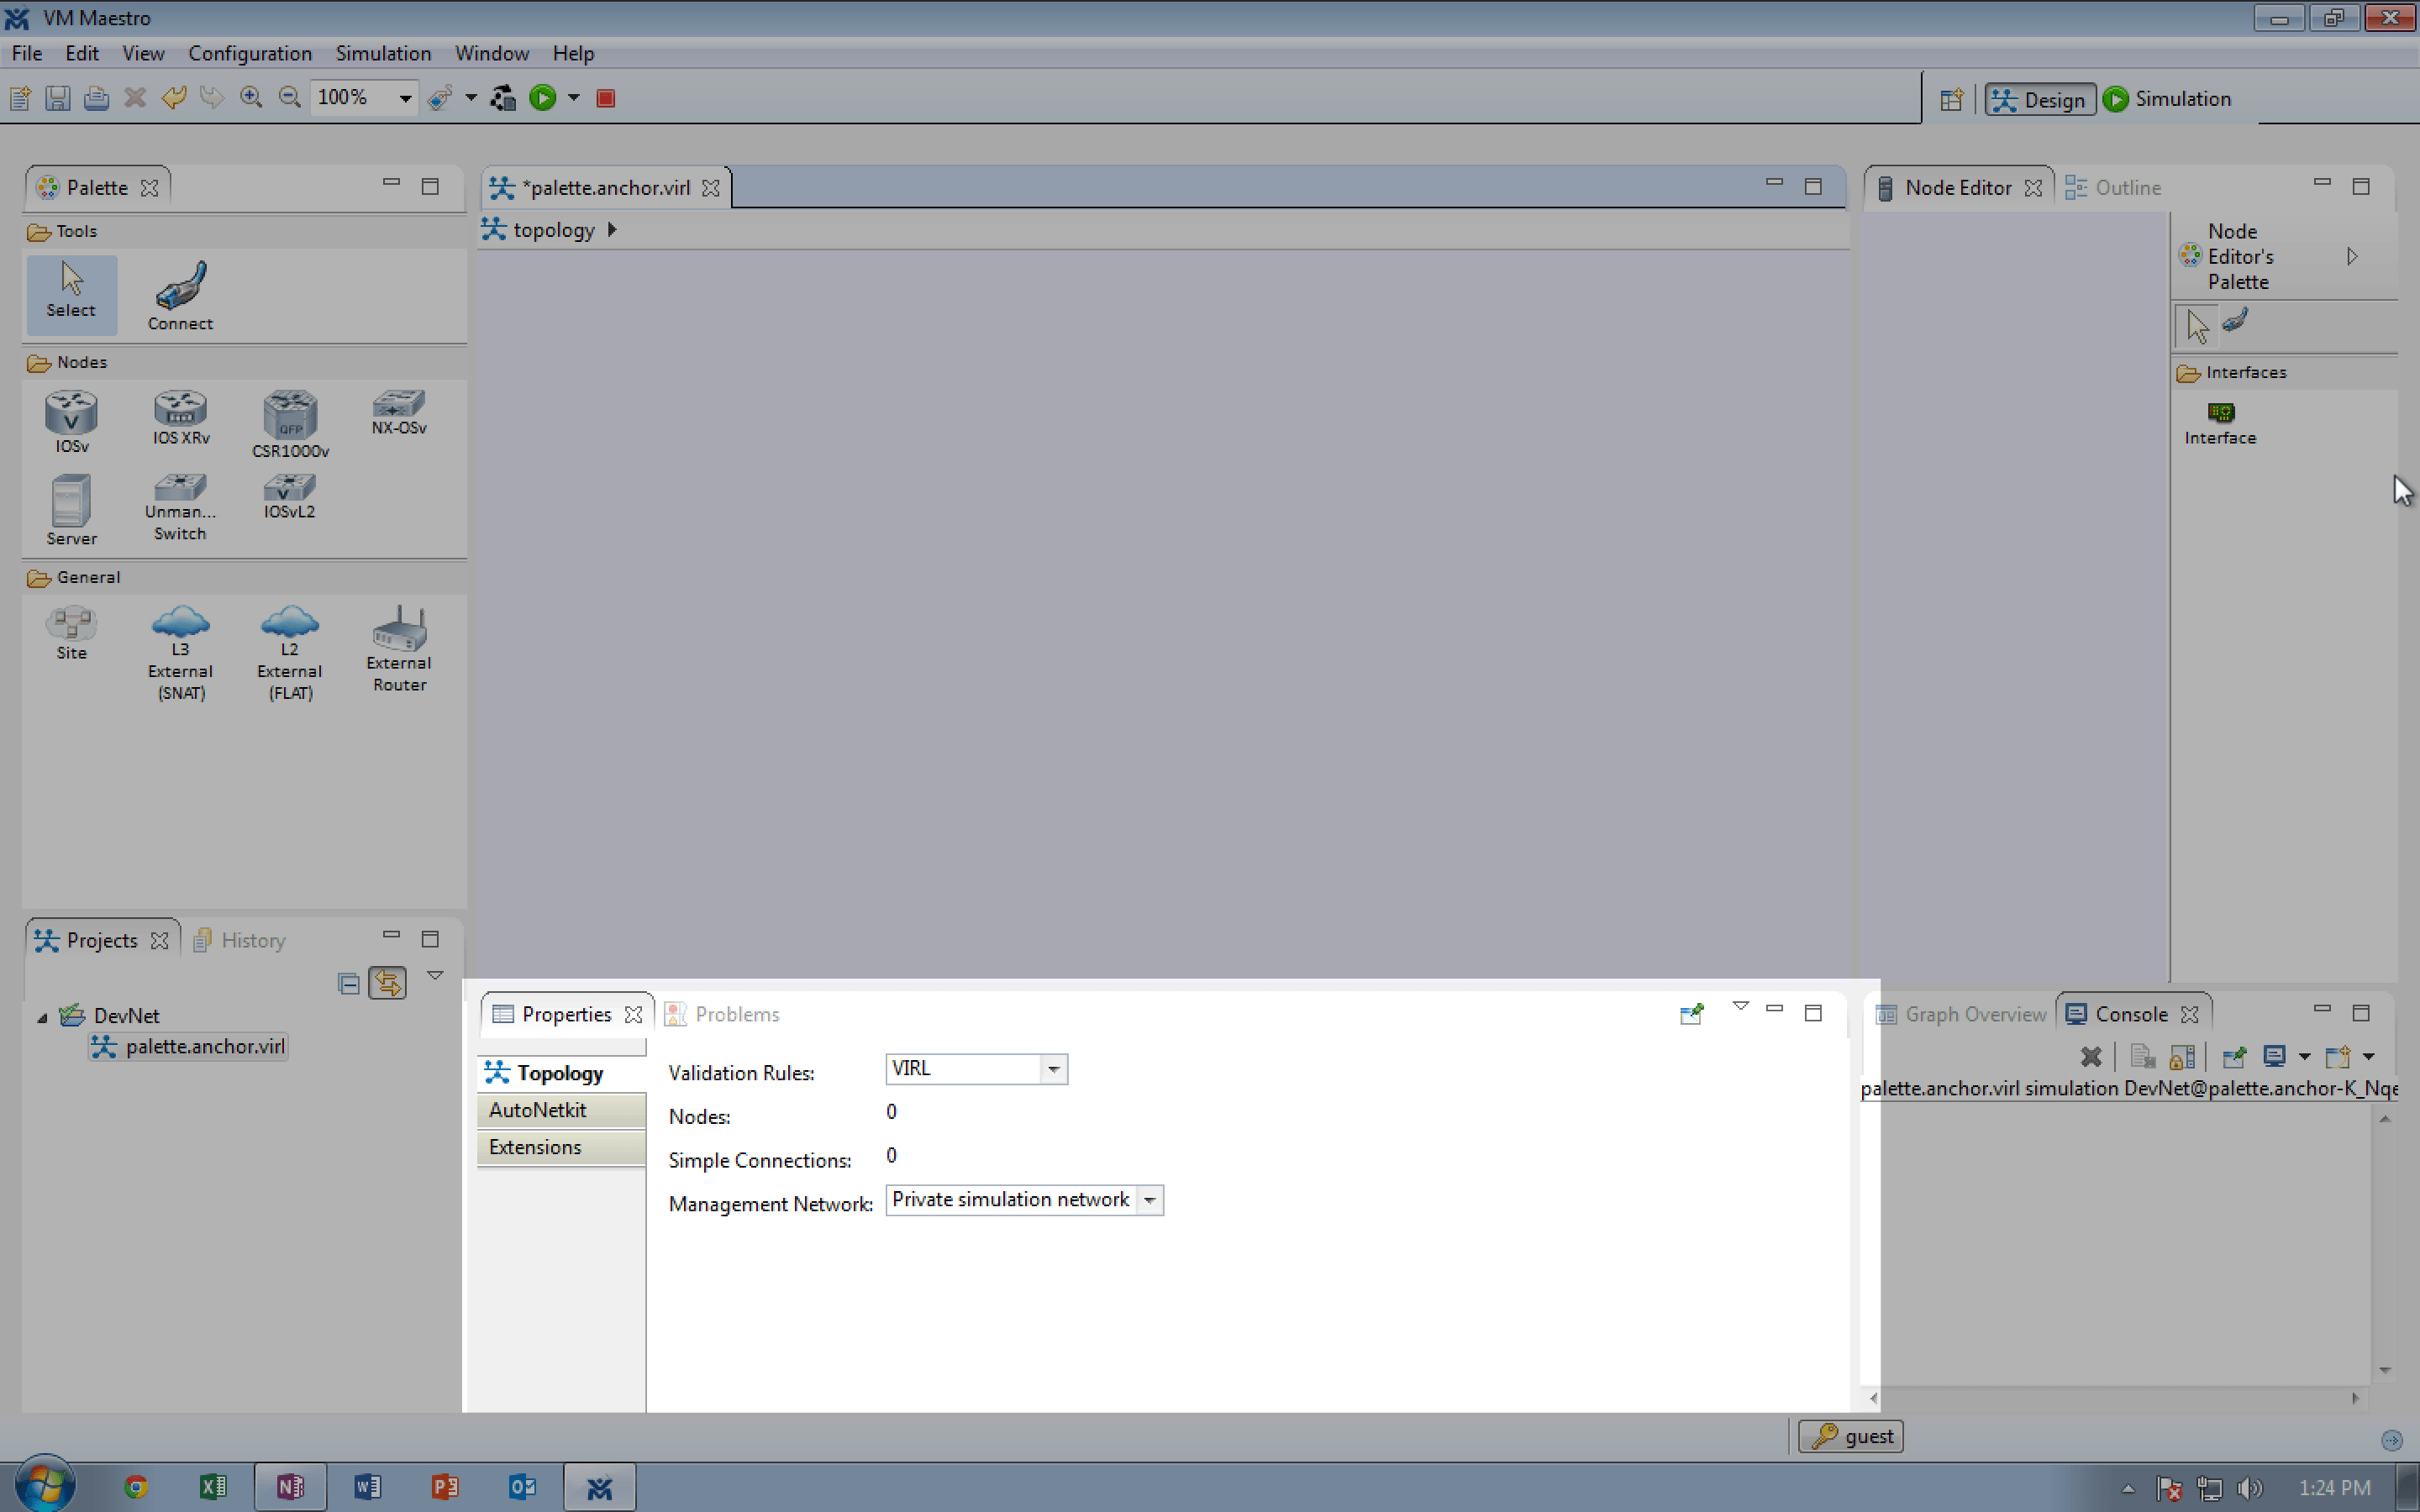 VM Maestro
File Edit View Configuration Simulation Window Help
100%
Design Simulation
Palette
Tools
Select
Connect
Nodes
IOSv
IOS XRv
CSR1000v
NX-OSv
Server
Unman...
Switch
IOSvL2
General
Site
L3
External
(SNAT)
L2
External
(FLAT)
External
Router
*palette.anchor.virl
topology
Node Editor Outline
Node
Editor's
Palette
Interfaces
Interface
Projects History
DevNet
palette.anchor.virl
Properties Problems
Topology
AutoNetkit
Extensions
Validation Rules: VIRL
Nodes: 0
Simple Connections: 0
Management Network: Private simulation network
Graph Overview Console
palette.anchor.virl simulation DevNet@palette.anchor-K_Nqe
guest
1:24 PM